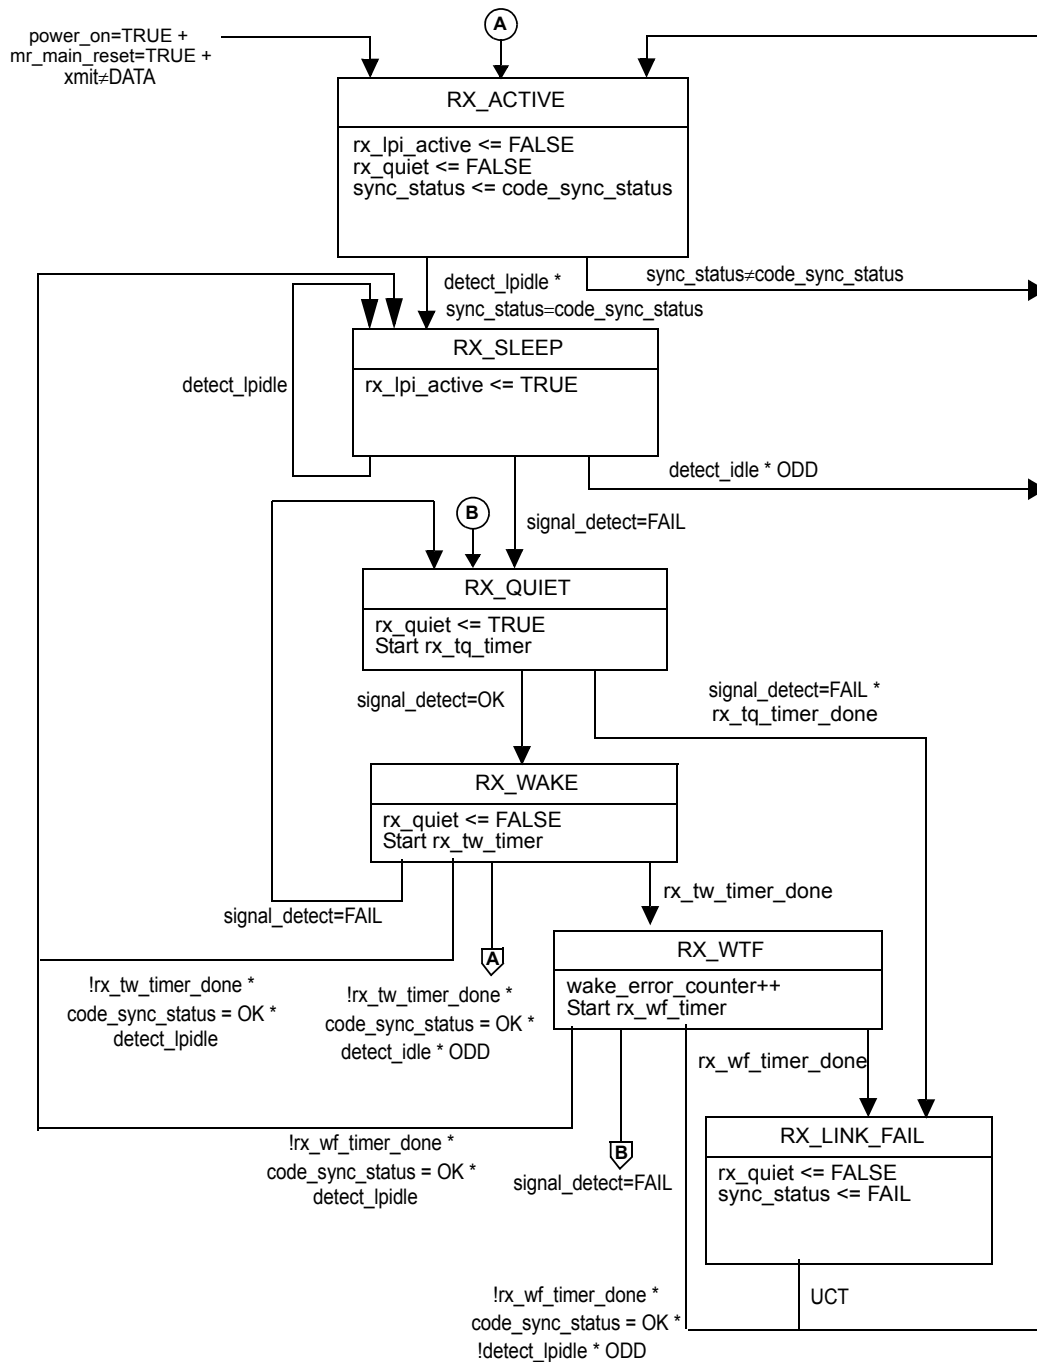 A
power_on=TRUE +
mr_main_reset=TRUE +
xmit≠DATA
RX_ACTIVE
rx_lpi_active <= FALSE
rx_quiet <= FALSE
sync_status <= code_sync_status
detect_lpidle *
sync_status=code_sync_status
sync_status≠code_sync_status
RX_SLEEP
rx_lpi_active <= TRUE
detect_lpidle
detect_idle * ODD
B
signal_detect=FAIL
RX_QUIET
rx_quiet <= TRUE
Start rx_tq_timer
signal_detect=OK
signal_detect=FAIL *
rx_tq_timer_done
RX_WAKE
rx_quiet <= FALSE
Start rx_tw_timer
signal_detect=FAIL
rx_tw_timer_done
A
!rx_tw_timer_done *
code_sync_status = OK *
detect_lpidle
!rx_tw_timer_done *
code_sync_status = OK *
detect_idle * ODD
RX_WTF
wake_error_counter++
Start rx_wf_timer
rx_wf_timer_done
!rx_wf_timer_done *
code_sync_status = OK *
detect_lpidle
B
signal_detect=FAIL
RX_LINK_FAIL
rx_quiet <= FALSE
sync_status <= FAIL
!rx_wf_timer_done *
code_sync_status = OK *
!detect_lpidle * ODD
UCT